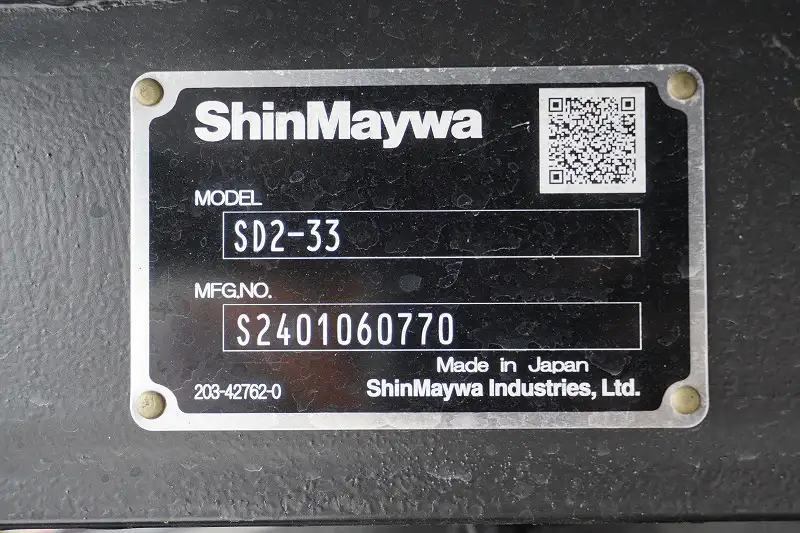 ShinMaywa
MODEL
SD2-33
MFG.NO.
S2401060770
Made in Japan
203-42762-0 ShinMaywa Industries, Ltd.